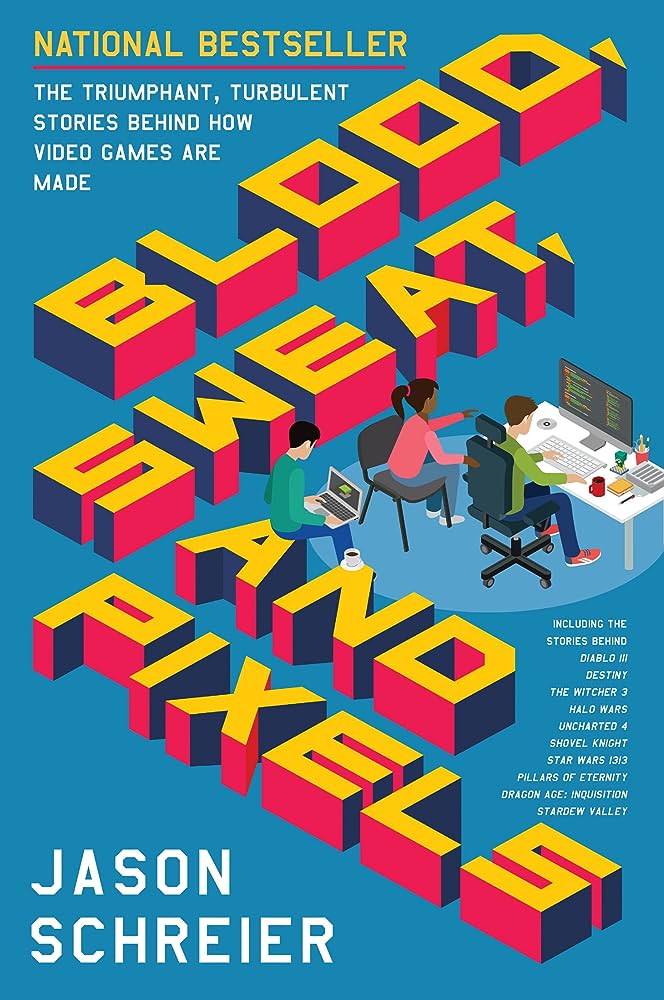 NATIONAL BESTSELLER
THE TRIUMPHANT, TURBULENT
STORIES BEHIND HOW
VIDEO GAMES ARE
MADE
BLOOD,
SWEAT,
AND
PIXELS
INCLUDING THE
STORIES BEHIND
DIABLO III
DESTINY
THE WITCHER 3
HALO WARS
UNCHARTED 4
SHOVEL KNIGHT
STAR WARS 1313
PILLARS OF ETERNITY
DRAGON AGE: INQUISITION
STARDEW VALLEY
JASON
SCHREIER